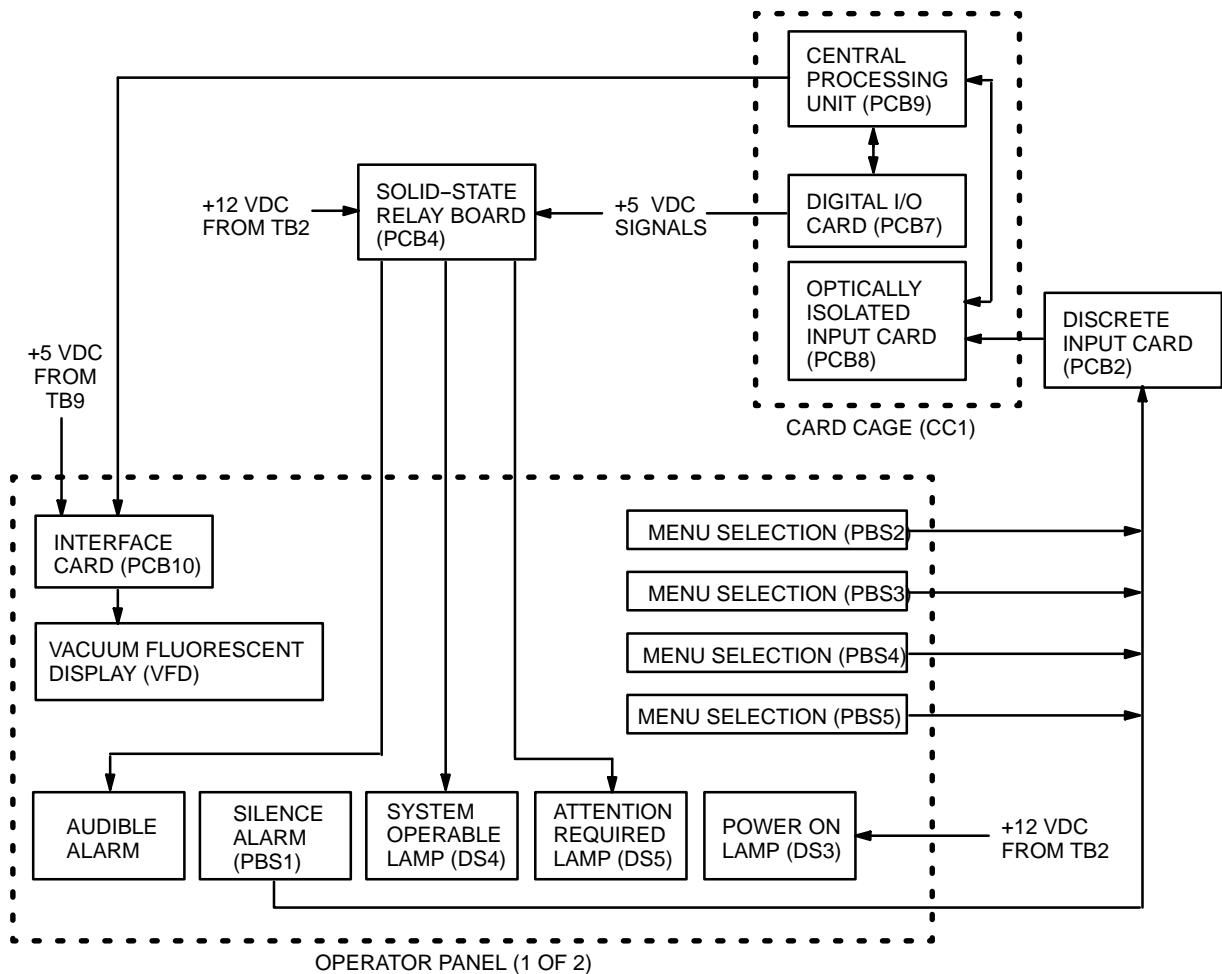 CENTRAL
PROCESSING
UNIT (PCB9)
SOLID–STATE
RELAY BOARD
(PCB4)
+12 VDC
FROM TB2
+5 VDC
SIGNALS
DIGITAL I/O
CARD (PCB7)
OPTICALLY
ISOLATED
INPUT CARD
(PCB8)
DISCRETE
INPUT CARD
(PCB2)
CARD CAGE (CC1)
+5 VDC
FROM
TB9
INTERFACE
CARD (PCB10)
VACUUM FLUORESCENT
DISPLAY (VFD)
MENU SELECTION (PBS2)
MENU SELECTION (PBS3)
MENU SELECTION (PBS4)
MENU SELECTION (PBS5)
AUDIBLE
ALARM
SILENCE
ALARM
(PBS1)
SYSTEM
OPERABLE
LAMP (DS4)
ATTENTION
REQUIRED
LAMP (DS5)
POWER ON
LAMP (DS3)
+12 VDC
FROM TB2
OPERATOR PANEL (1 OF 2)